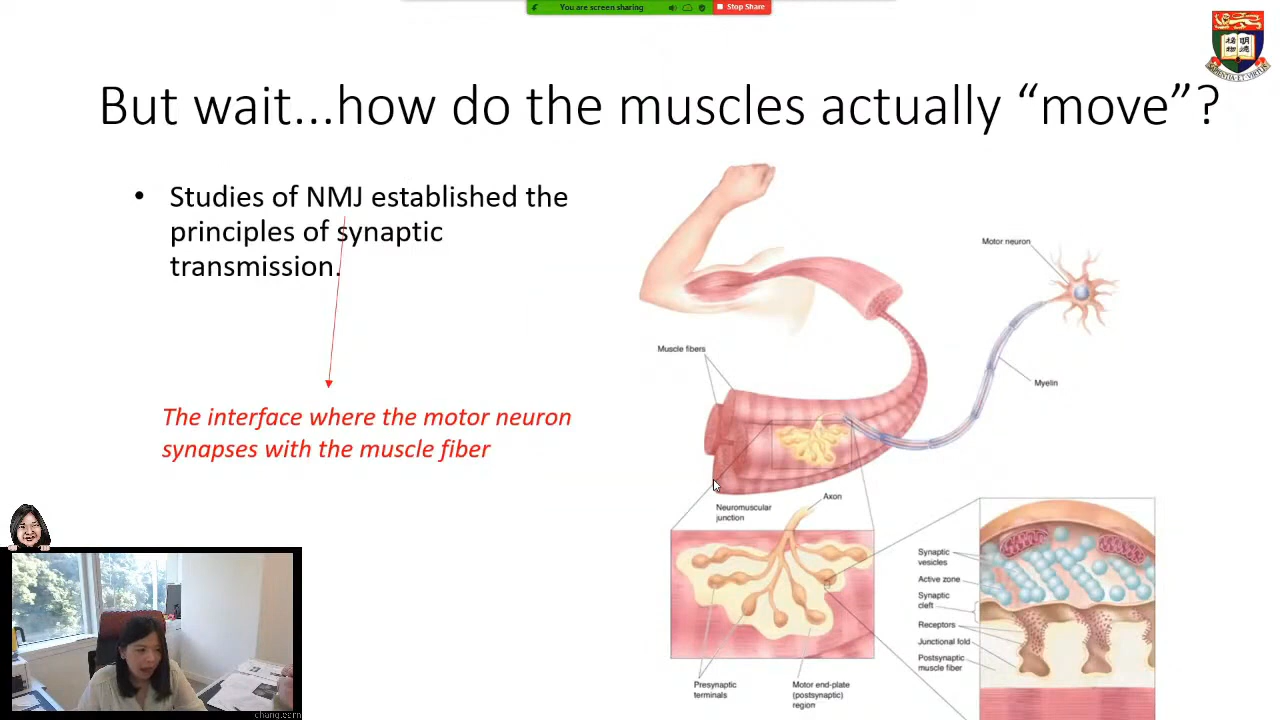 You are screen sharing
Stop Share
But wait...how do the muscles actually “move”?
• Studies of NMJ established the
principles of synaptic
transmission.
The interface where the motor neuron
synapses with the muscle fiber
Motor neuron
Muscle fibers
Myelin
Axon
Neuromuscular
junction
Synaptic
vesicles
Active zone
Synaptic
cleft
Receptors
Junctional fold
Postsynaptic
muscle fiber
Presynaptic
terminals
Motor end-plate
(postsynaptic)
region
SAPIENTIA·ET·VIRTUS